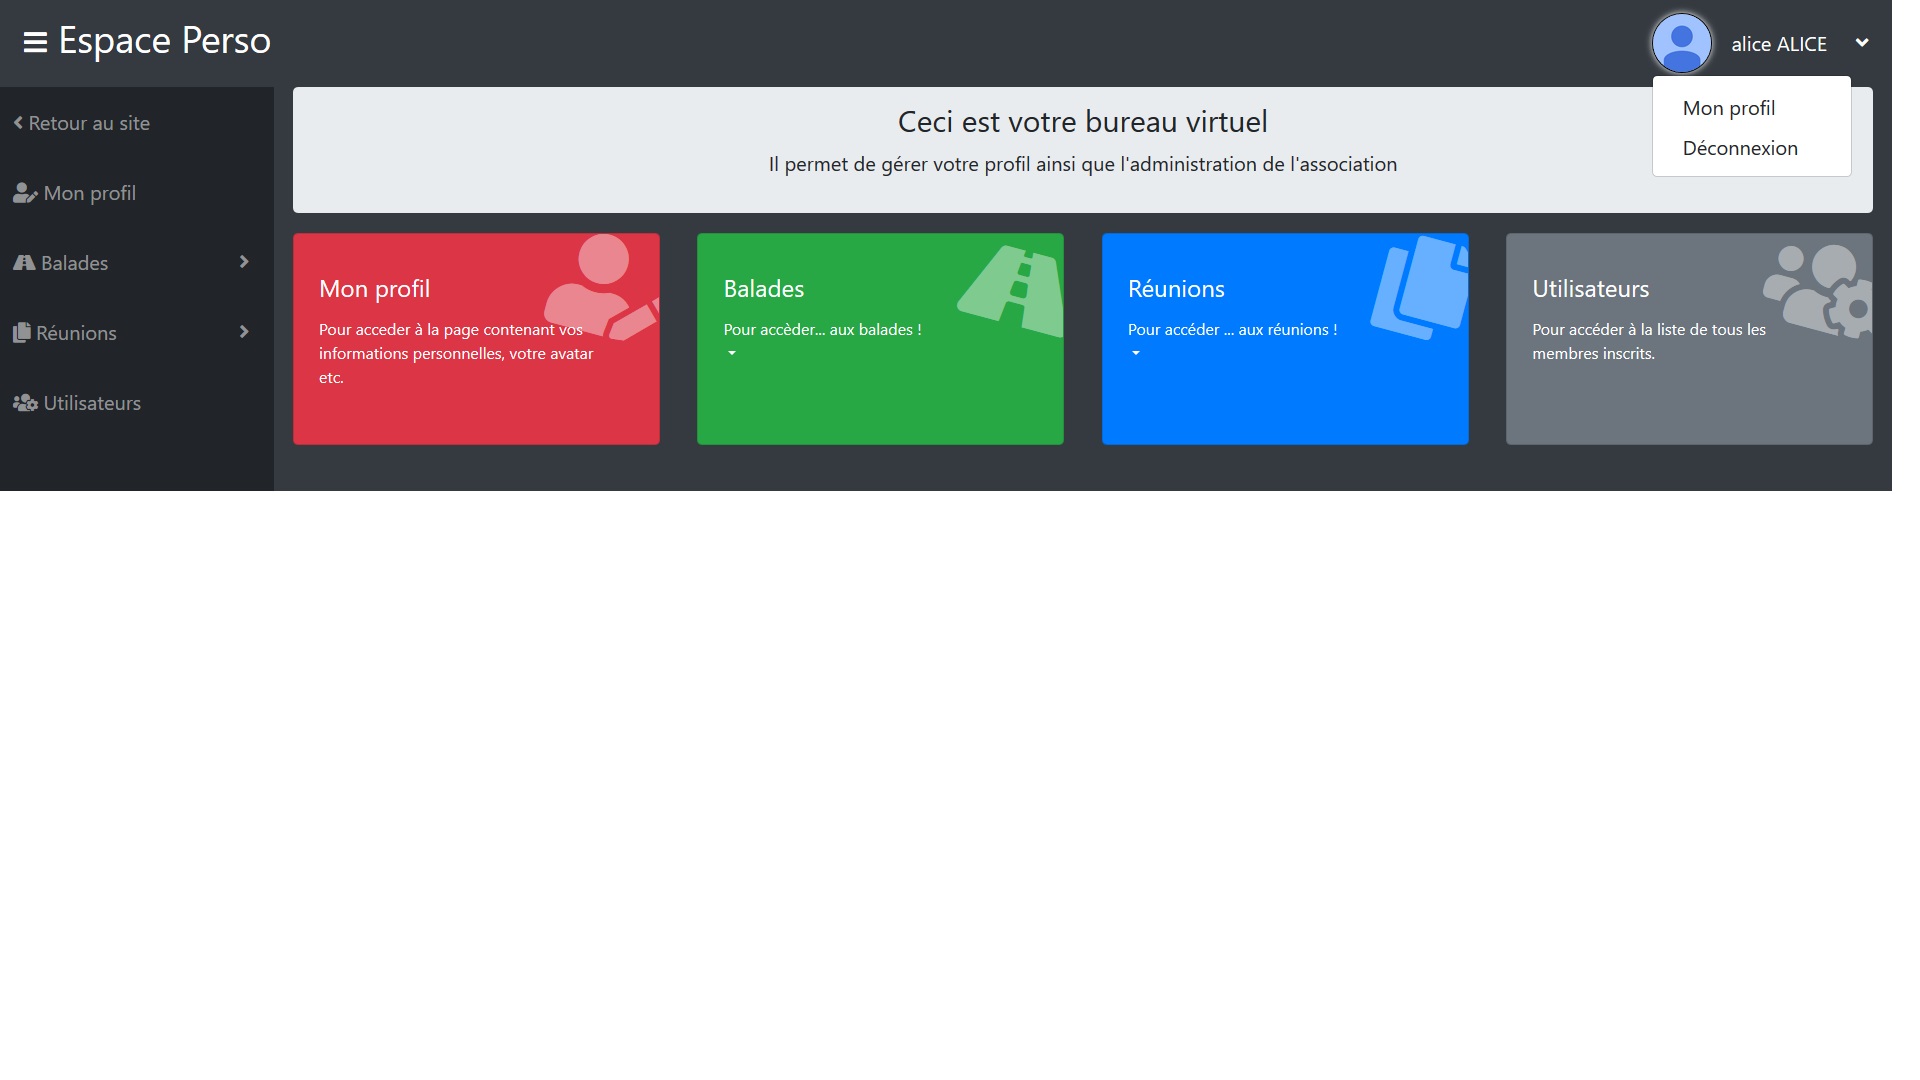 Espace Perso
alice ALICE
Mon profil
Déconnexion
Retour au site
Mon profil
Balades
Réunions
Utilisateurs
Ceci est votre bureau virtuel
Il permet de gérer votre profil ainsi que l'administration de l'association
Mon profil
Pour acceder à la page contenant vos
informations personnelles, votre avatar
etc.
Balades
Pour accèder... aux balades !
Réunions
Pour accéder ... aux réunions !
Utilisateurs
Pour accéder à la liste de tous les
membres inscrits.